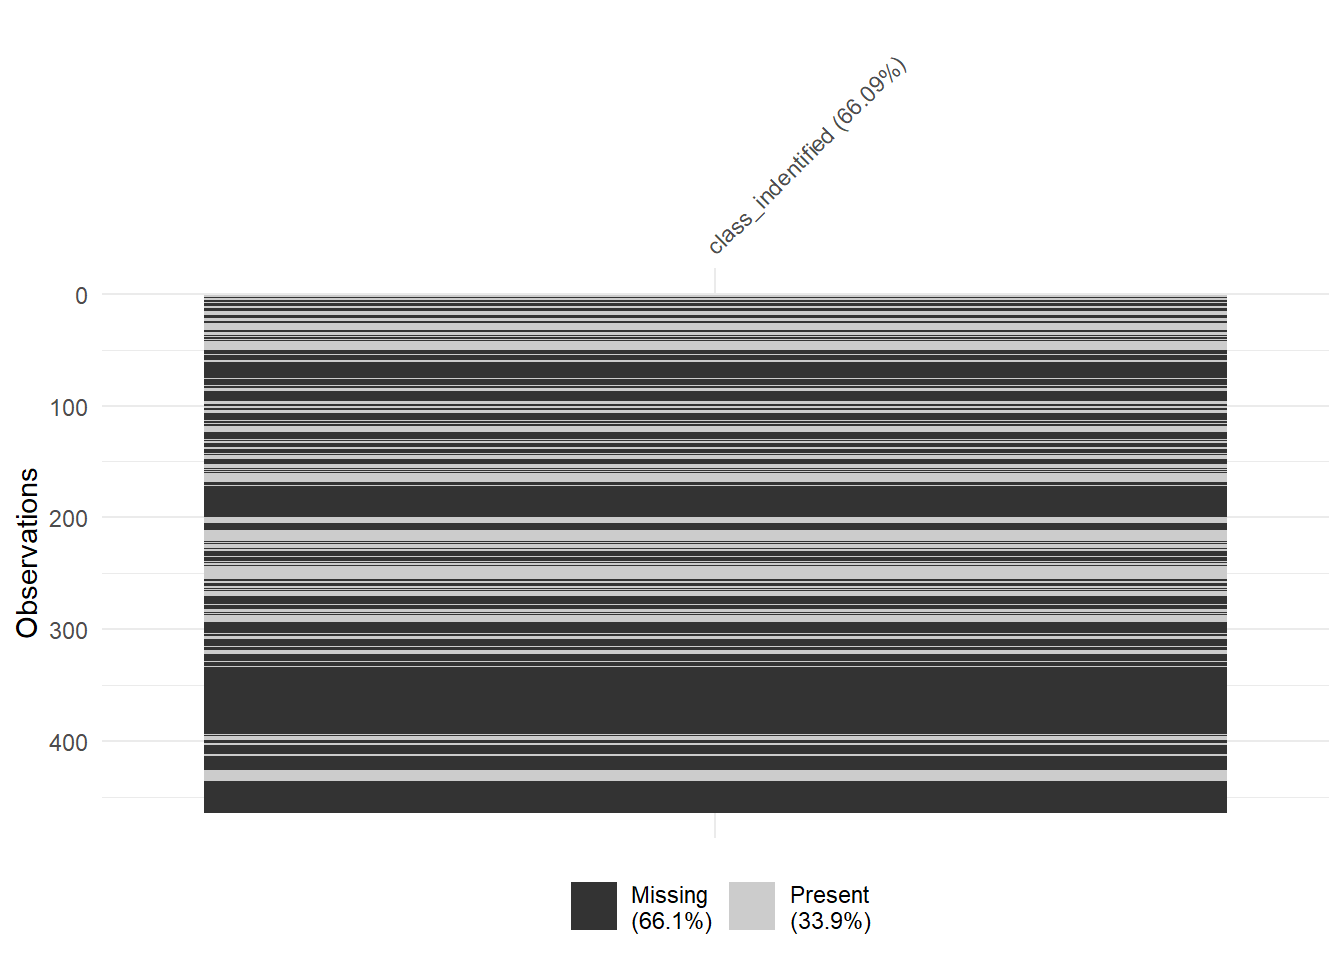 class_indentified (66.09%)
0
100
200
300
400
Observations
Missing
(66.1%)
Present
(33.9%)